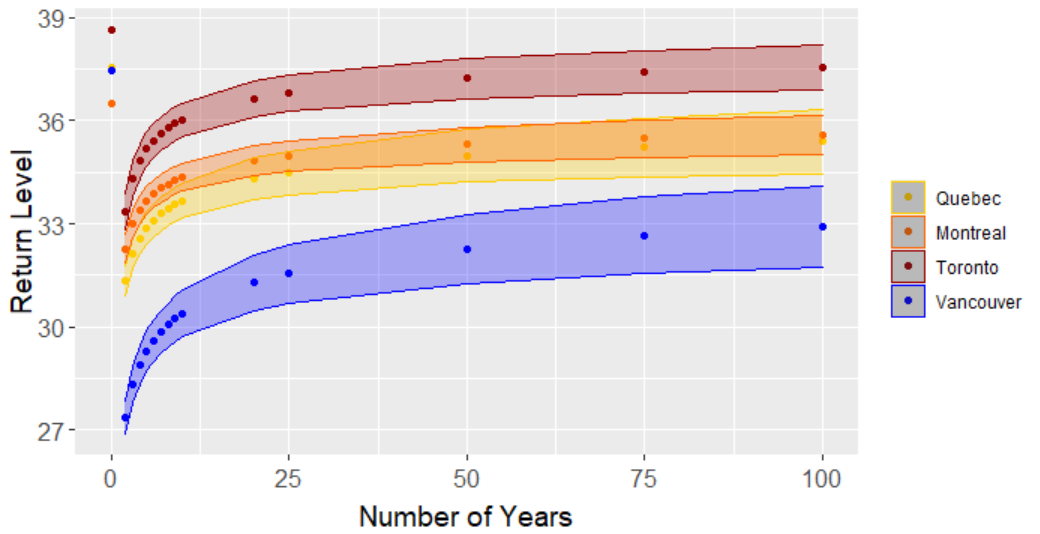 39
36
33
30
27
Return Level
0
25
50
75
100
Number of Years
Quebec
Montreal
Toronto
Vancouver